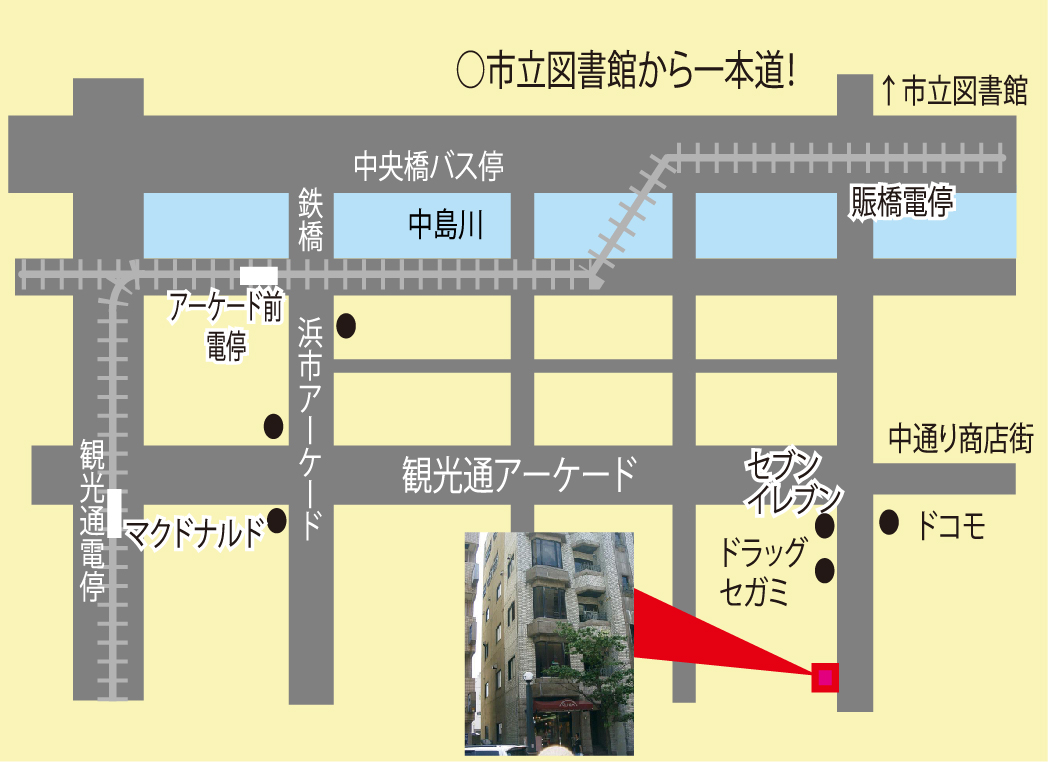 ○市立図書館から一本道!
↑市立図書館
中央橋バス停
鉄橋
中島川
賑橋電停
アーケード前
電停
浜市アーケード
中通り商店街
観光通電停
観光通アーケード
セブン
イレブン
マクドナルド
ドコモ
ドラッグ
セガミ